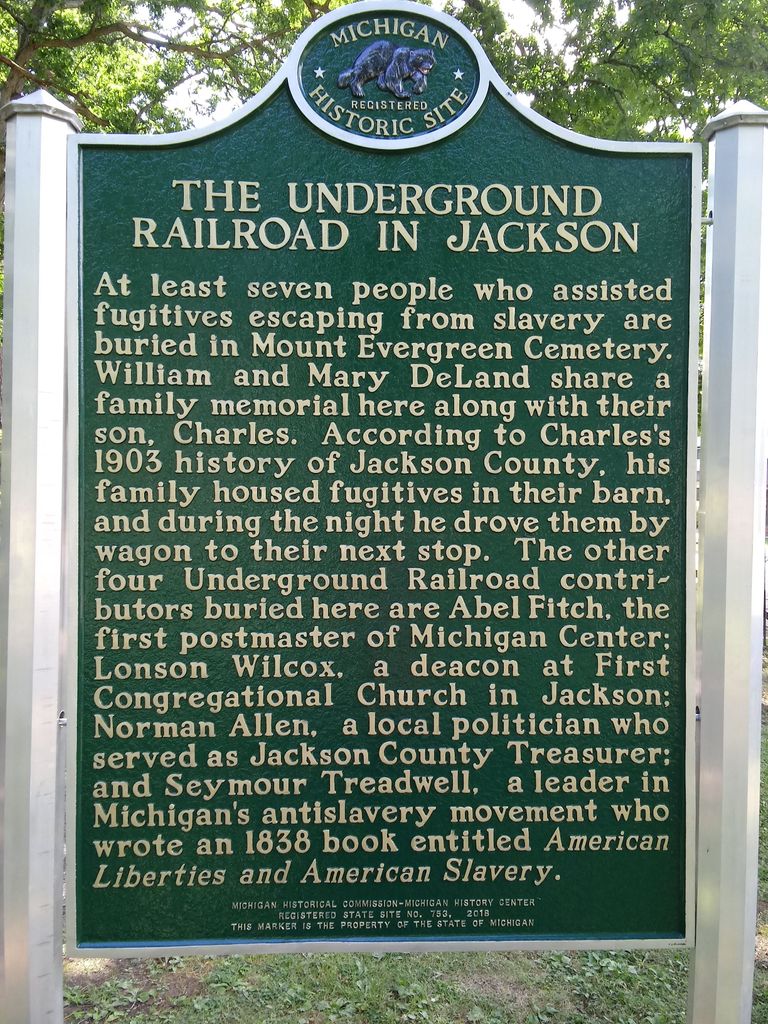 MICHIGAN
REGISTERED
HISTORIC SITE
THE UNDERGROUND
RAILROAD IN JACKSON
At least seven people who assisted
fugitives escaping from slavery are
buried in Mount Evergreen Cemetery.
William and Mary DeLand share a
family memorial here along with their
son, Charles. According to Charles's
1903 history of Jackson County, his
family housed fugitives in their barn,
and during the night he drove them by
wagon to their next stop. The other
four Underground Railroad contri-
butors buried here are Abel Fitch, the
first postmaster of Michigan Center;
Lonson Wilcox, a deacon at First
Congregational Church in Jackson;
Norman Allen, a local politician who
served as Jackson County Treasurer;
and Seymour Treadwell, a leader in
Michigan's antislavery movement who
wrote an 1838 book entitled American
Liberties and American Slavery.
MICHIGAN HISTORICAL COMMISSION-MICHIGAN HISTORY CENTER
REGISTERED STATE SITE NO. 753, 2018
THIS MARKER IS THE PROPERTY OF THE STATE OF MICHIGAN